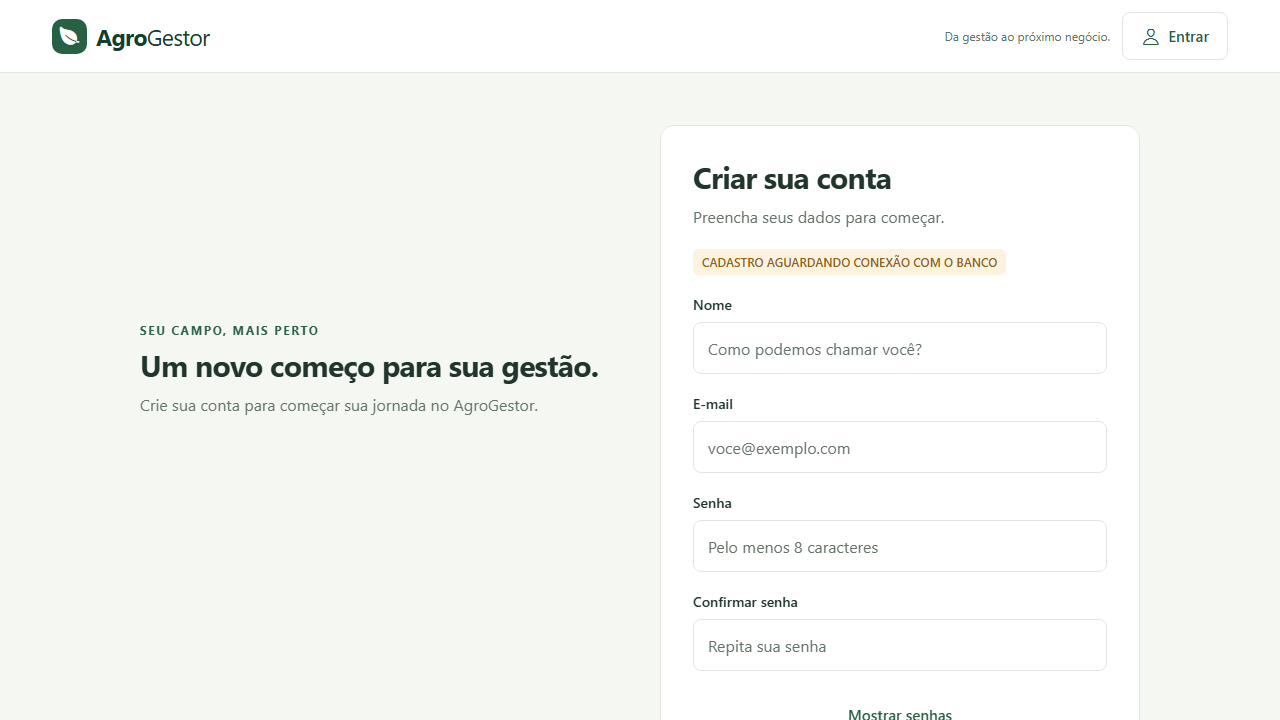 AgroGestor
Da gestão ao próximo negócio.
Entrar
SEU CAMPO, MAIS PERTO
Um novo começo para sua gestão.
Crie sua conta para começar sua jornada no AgroGestor.
Criar sua conta
Preencha seus dados para começar.
CADASTRO AGUARDANDO CONEXÃO COM O BANCO
Nome
Como podemos chamar você?
E-mail
voce@exemplo.com
Senha
Pelo menos 8 caracteres
Confirmar senha
Repita sua senha
Mostrar senhas